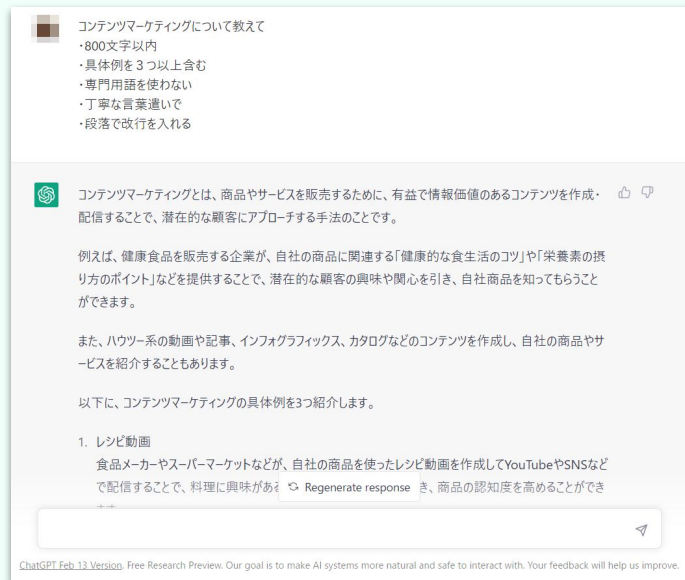 コンテンツマーケティングについて教えて
・800文字以内
・具体例を３つ以上含む
・専門用語を使わない
・丁寧な言葉遣いで
・段落で改行を入れる
コンテンツマーケティングとは、商品やサービスを販売するために、有益で情報価値のあるコンテンツを作成・
配信することで、潜在的な顧客にアプローチする手法のことです。
例えば、健康食品を販売する企業が、自社の商品に関連する「健康的な食生活のコツ」や「栄養素の摂
り方のポイント」などを提供することで、潜在的な顧客の興味や関心を引き、自社商品を知ってもらうこと
ができます。
また、ハウツー系の動画や記事、インフォグラフィックス、カタログなどのコンテンツを作成し、自社の商品やサ
ービスを紹介することもあります。
以下に、コンテンツマーケティングの具体例を3つ紹介します。
1. レシピ動画
食品メーカーやスーパーマーケットなどが、自社の商品を使ったレシピ動画を作成してYouTubeやSNSなど
で配信することで、料理に興味がある Regenerate response き、商品の認知度を高めることができ
ChatGPT Feb 13 Version. Free Research Preview. Our goal is to make AI systems more natural and safe to interact with. Your feedback will help us improve.